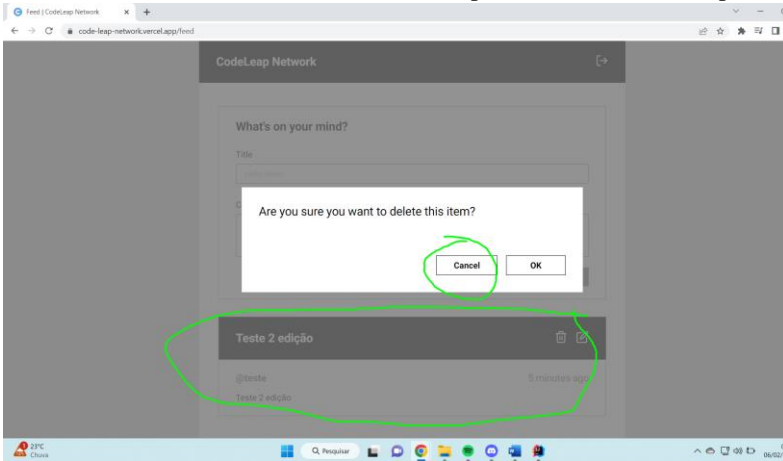 Feed | CodeLeap Network
code-leap-network.vercel.app/feed
CodeLeap Network
What's on your mind?
Title
Are you sure you want to delete this item?
Cancel OK
Teste 2 edição
@teste 5 minutes ago
Teste 2 edição
23°C
Chuva
Pesquisar
06/02/